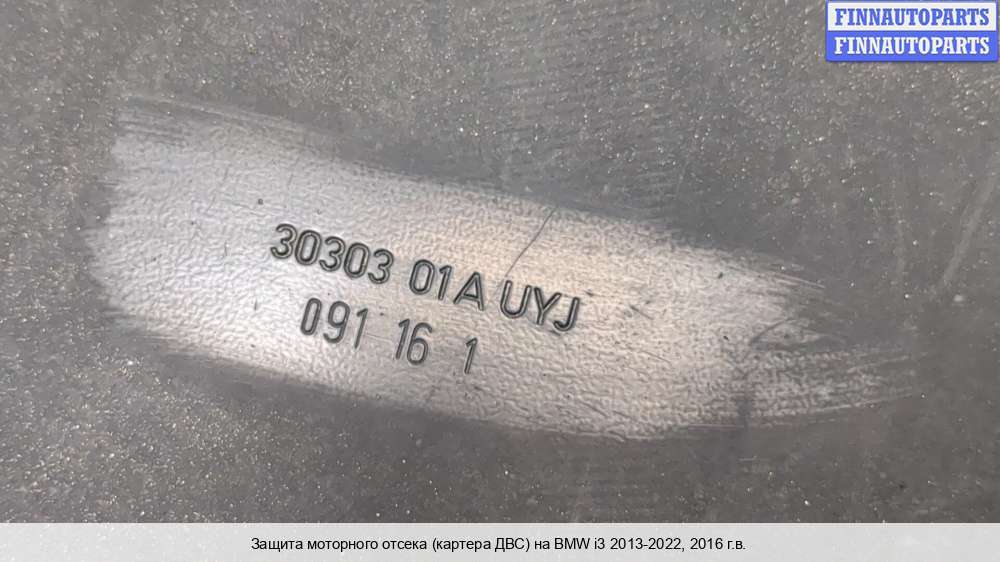 FINNAUTOPARTS
FINNAUTOPARTS
30303 01A UYJ
091 16 1
Защита моторного отсека (картера ДВС) на BMW i3 2013-2022, 2016 г.в.